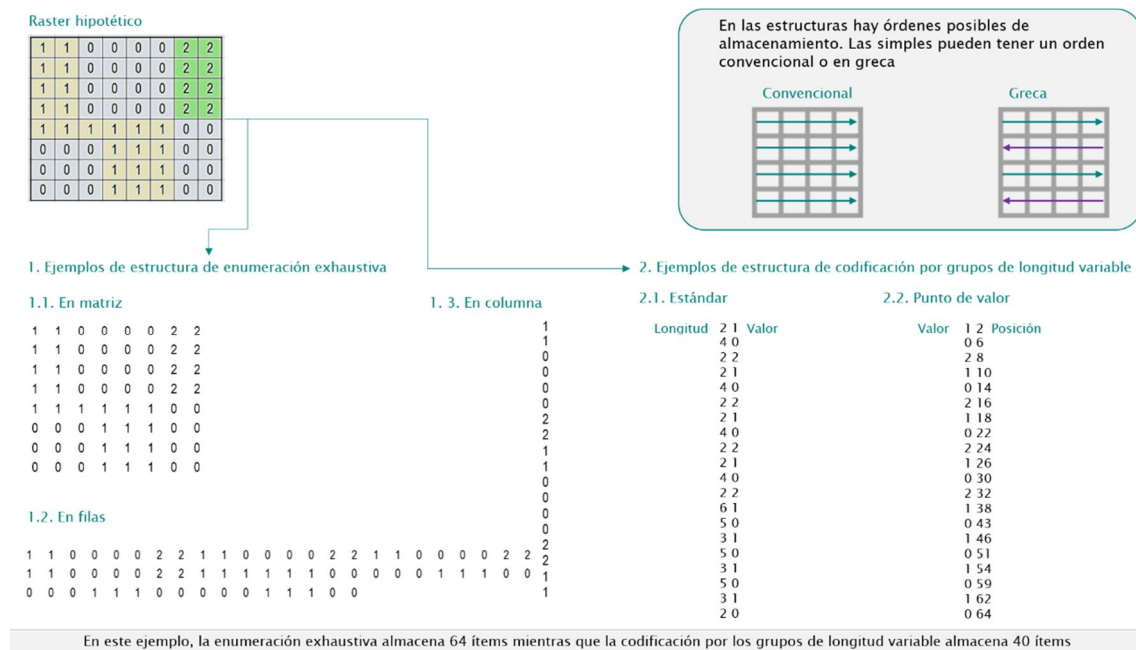 Raster hipotético
1 1 0 0 0 0 2 2
1 1 0 0 0 0 2 2
1 1 0 0 0 0 2 2
1 1 0 0 0 0 2 2
1 1 1 1 1 1 0 0
0 0 0 1 1 1 0 0
0 0 0 1 1 1 0 0
0 0 0 1 1 1 0 0
En las estructuras hay órdenes posibles de
almacenamiento. Las simples pueden tener un orden
convencional o en greca
Convencional
Greca
1. Ejemplos de estructura de enumeración exhaustiva
1.1. En matriz
1 1 0 0 0 0 2 2
1 1 0 0 0 0 2 2
1 1 0 0 0 0 2 2
1 1 0 0 0 0 2 2
1 1 1 1 1 1 0 0
0 0 0 1 1 1 0 0
0 0 0 1 1 1 0 0
0 0 0 1 1 1 0 0
1.2. En filas
1 1 0 0 0 0 2 2 1 1 0 0 0 0 2 2 1 1 0 0 0 0 2 2
1 1 0 0 0 0 2 2 1 1 1 1 1 1 0 0 0 0 0 1 1 1 0 0
0 0 0 1 1 1 0 0 0 0 0 1 1 1 0 0
1. 3. En columna
1
1
0
0
0
0
2
2
1
1
0
0
0
0
2
2
1
1
2. Ejemplos de estructura de codificación por grupos de longitud variable
2.1. Estándar
Longitud 2 1 Valor
4 0
2 2
2 1
4 0
2 2
2 1
4 0
2 2
2 1
4 0
2 2
6 1
5 0
3 1
5 0
3 1
5 0
3 1
2 0
2.2. Punto de valor
Valor 1 2 Posición
0 6
2 8
1 10
0 14
2 16
1 18
0 22
2 24
1 26
0 30
2 32
1 38
0 43
1 46
0 51
1 54
0 59
1 62
0 64
En este ejemplo, la enumeración exhaustiva almacena 64 ítems mientras que la codificación por los grupos de longitud variable almacena 40 ítems